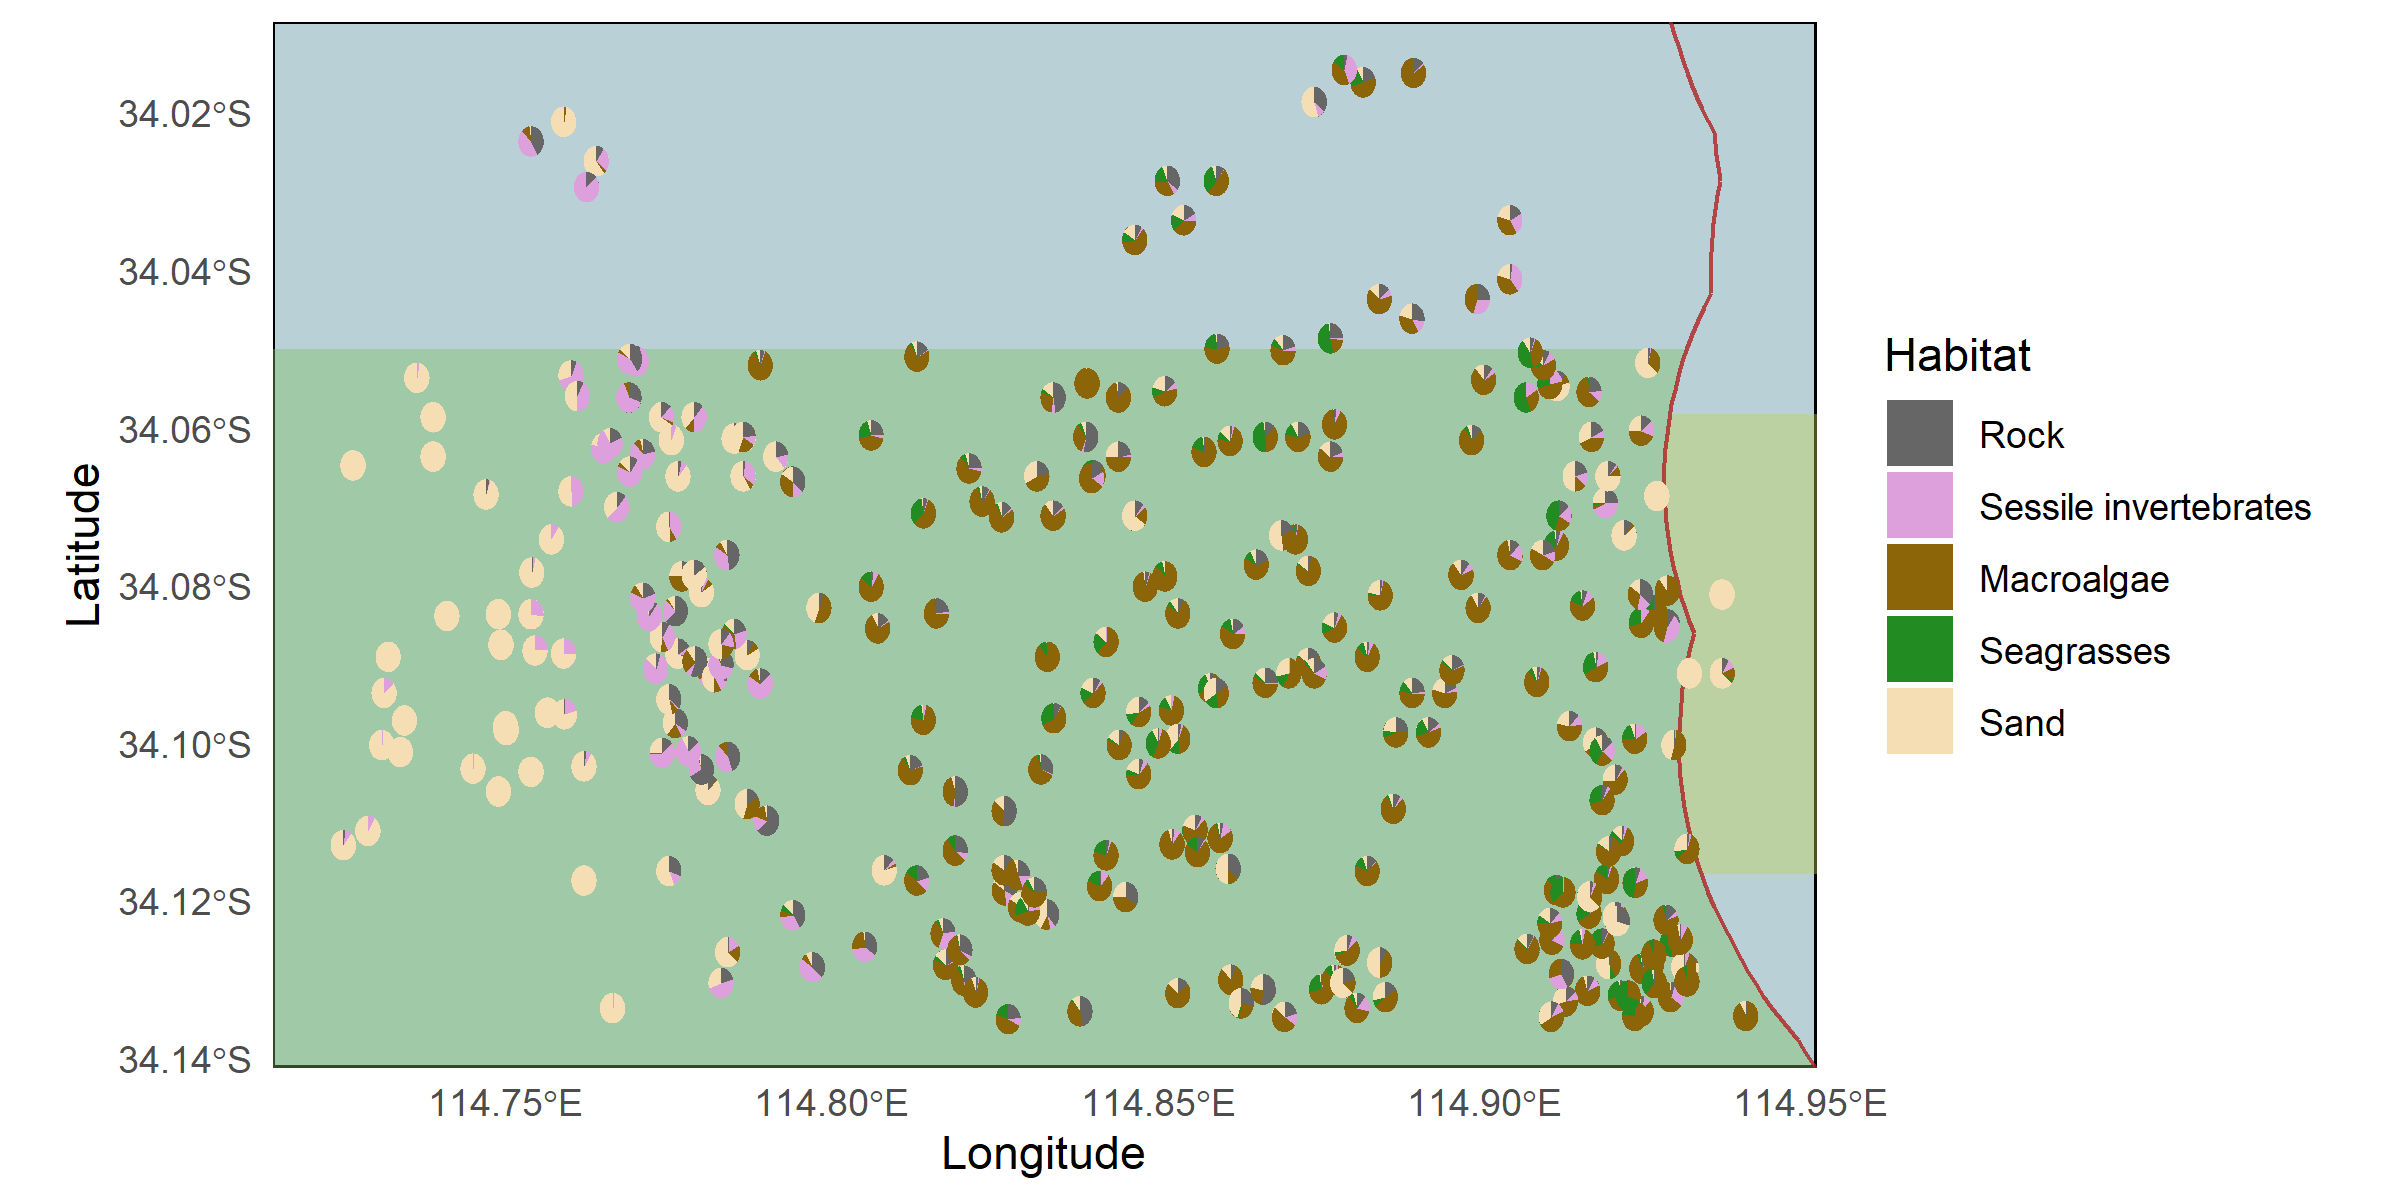 34.02°S
34.04°S
34.06°S
34.08°S
34.10°S
34.12°S
34.14°S
Latitude
114.75°E
114.80°E
114.85°E
114.90°E
114.95°E
Longitude
Habitat
Rock
Sessile invertebrates
Macroalgae
Seagrasses
Sand